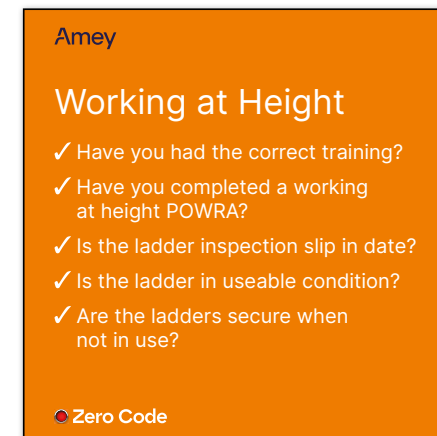 Amey
Working at Height
✓ Have you had the correct training?
✓ Have you completed a working
at height POWRA?
✓ Is the ladder inspection slip in date?
✓ Is the ladder in useable condition?
✓ Are the ladders secure when
not in use?
Zero Code